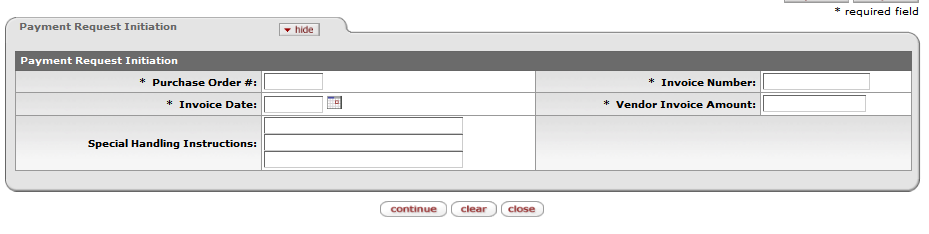 * required field
Payment Request Initiation
hide
Payment Request Initiation
* Purchase Order #:
* Invoice Number:
* Invoice Date:
* Vendor Invoice Amount:
Special Handling Instructions:
continue
clear
close